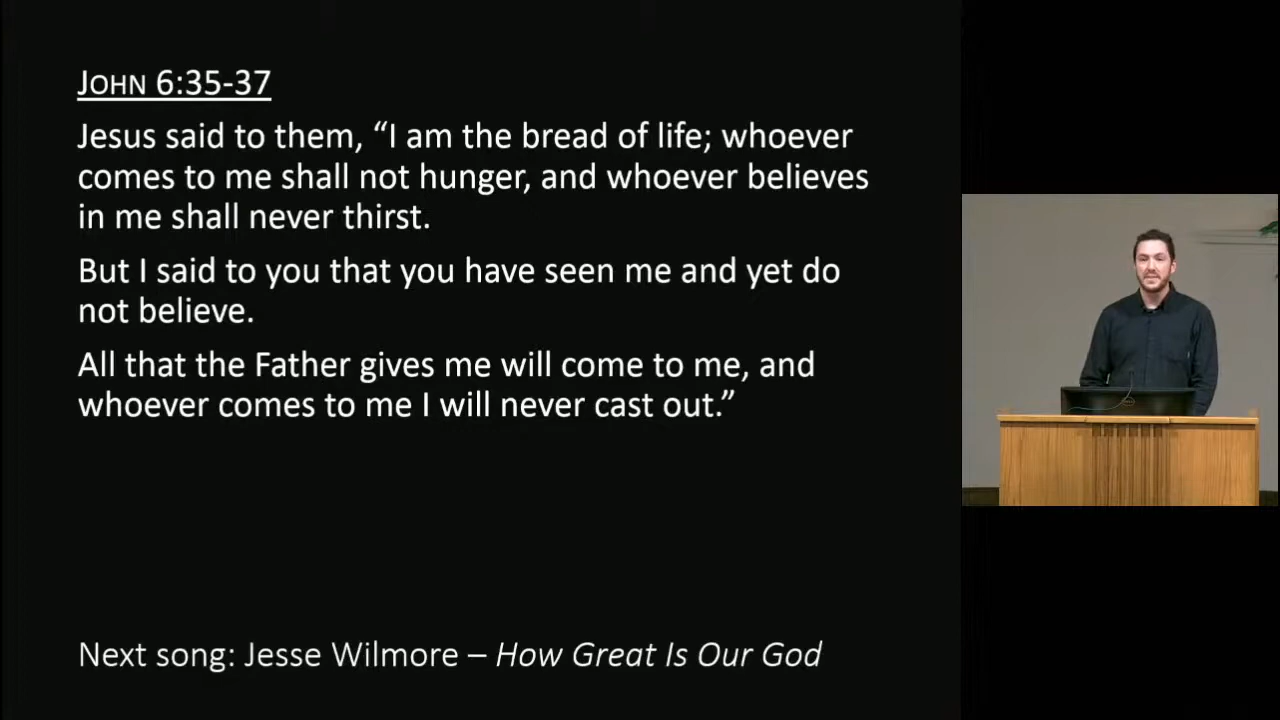 JOHN 6:35-37
Jesus said to them, “I am the bread of life; whoever
comes to me shall not hunger, and whoever believes
in me shall never thirst.
But I said to you that you have seen me and yet do
not believe.
All that the Father gives me will come to me, and
whoever comes to me I will never cast out.”
Next song: Jesse Wilmore – How Great Is Our God